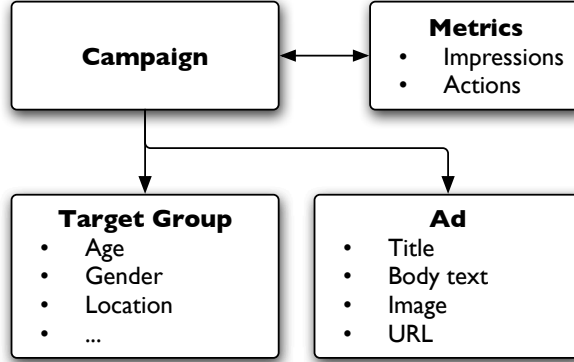 Campaign
Metrics
• Impressions
• Actions
Target Group
• Age
• Gender
• Location
• ...
Ad
• Title
• Body text
• Image
• URL